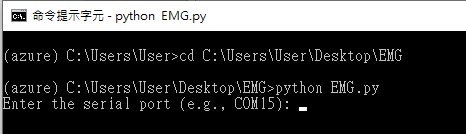 命令提示字元 - python EMG.py
(azure) C:\Users\User>cd C:\Users\User\Desktop\EMG
(azure) C:\Users\User\Desktop\EMG>python EMG.py
Enter the serial port (e.g., COM15): _